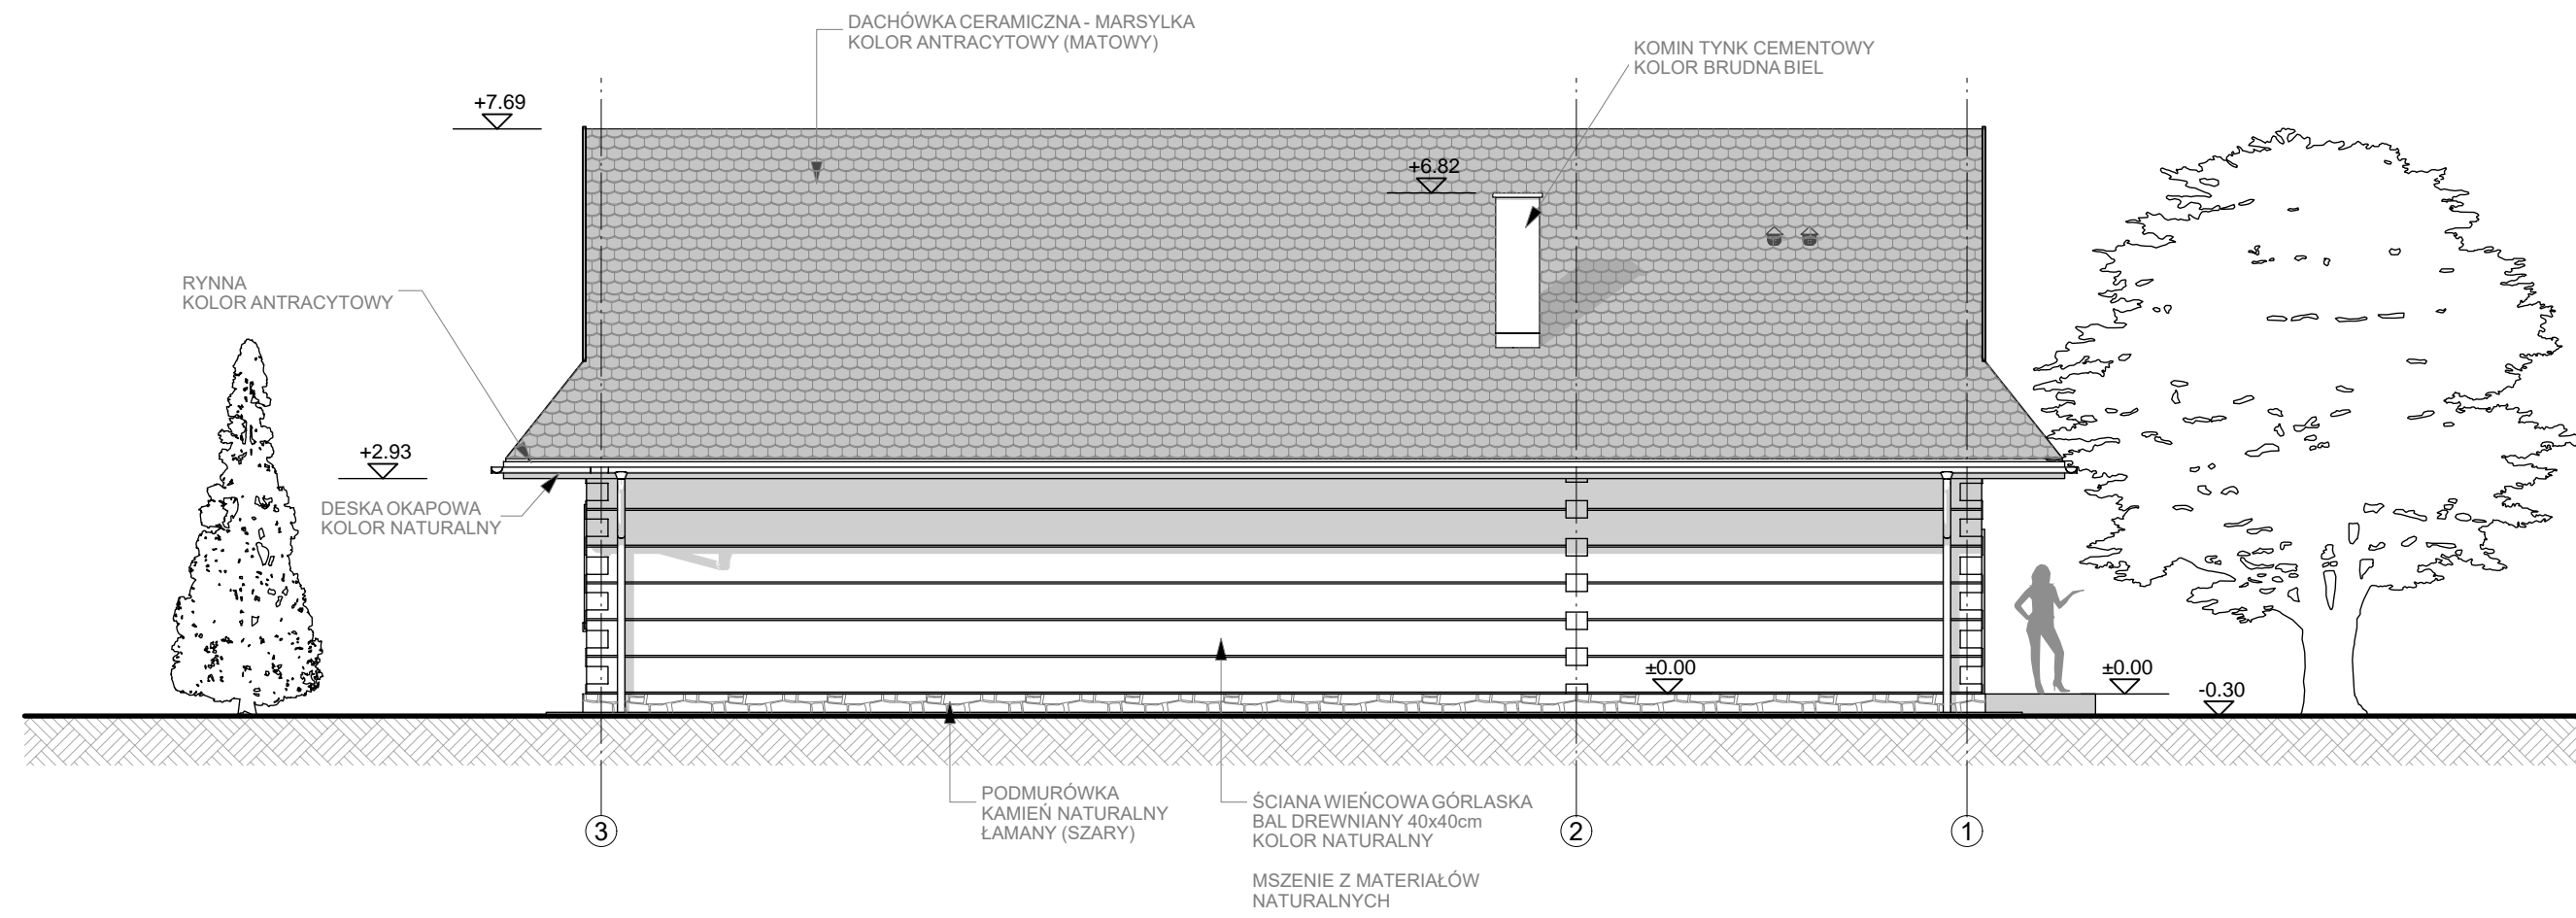 DACHÓWKA CERAMICZNA - MARSYLKA
KOLOR ANTRACYTOWY (MATOWY)
KOMIN TYNK CEMENTOWY
KOLOR BRUDNA BIEL
+7.69
+6.82
RYNNA
KOLOR ANTRACYTOWY
+2.93
DESKA OKAPOWA
KOLOR NATURALNY
±0.00
±0.00
-0.30
PODMURÓWKA
KAMIEŃ NATURALNY
ŁAMANY (SZARY)
ŚCIANA WIEŃCOWA GÓRLASKA
BAL DREWNIANY 40x40cm
KOLOR NATURALNY
MSZENIE Z MATERIAŁÓW
NATURALNYCH
3
2
1